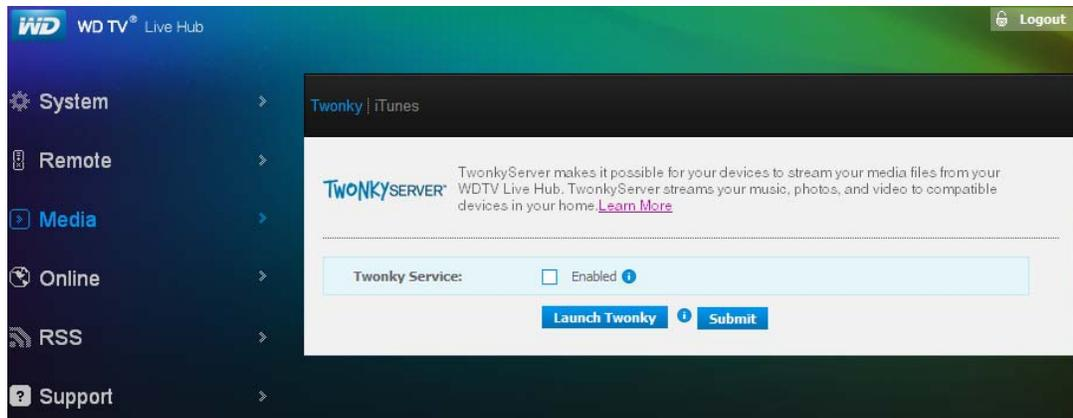 WD WD TV® Live Hub
Logout
System
Remote
Media
Online
RSS
Support
Twonky | iTunes
TWONKYSERVER™
TwonkyServer makes it possible for your devices to stream your media files from your
WDTV Live Hub. TwonkyServer streams your music, photos, and video to compatible
devices in your home.Learn More
Twonky Service: Enabled
Launch Twonky Submit